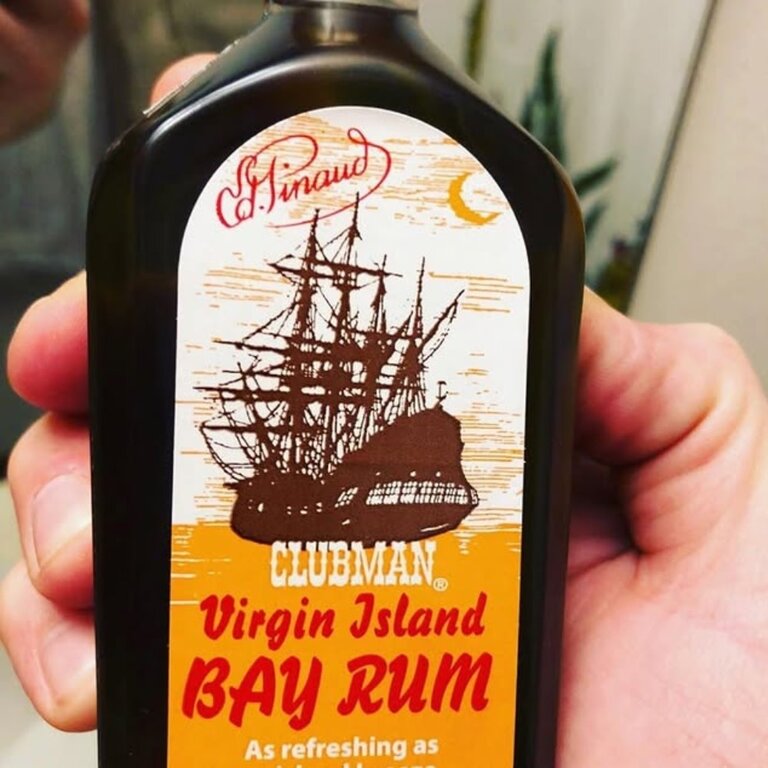 Ed. Pinaud
CLUBMAN®
Virgin Island
BAY RUM
As refreshing as